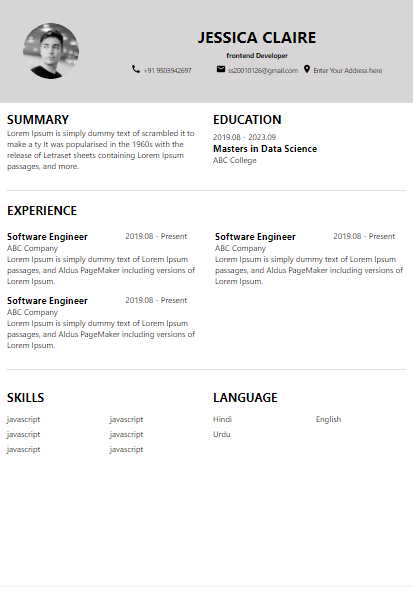 JESSICA CLAIRE
frontend Developer
+91 9503942697 ss20010126@gmail.com Enter Your Address here
SUMMARY
Lorem Ipsum is simply dummy text of scrambled it to
make a ty It was popularised in the 1960s with the
release of Letraset sheets containing Lorem Ipsum
passages, and more.
EDUCATION
2019.08 - 2023.09
Masters in Data Science
ABC College
EXPERIENCE
Software Engineer 2019.08 - Present
ABC Company
Lorem Ipsum is simply dummy text of Lorem Ipsum
passages, and Aldus PageMaker including versions of
Lorem Ipsum.
Software Engineer 2019.08 - Present
ABC Company
Lorem Ipsum is simply dummy text of Lorem Ipsum
passages, and Aldus PageMaker including versions of
Lorem Ipsum.
Software Engineer 2019.08 - Present
ABC Company
Lorem Ipsum is simply dummy text of Lorem Ipsum
passages, and Aldus PageMaker including versions of
Lorem Ipsum.
SKILLS
javascript javascript
javascript javascript
javascript javascript
LANGUAGE
Hindi English
Urdu